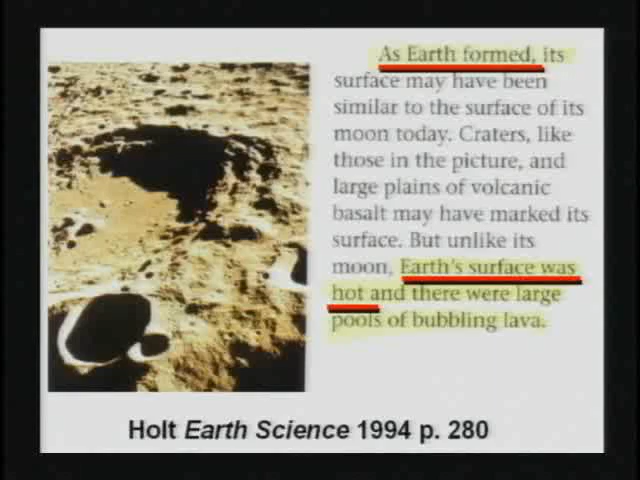 As Earth formed, its
surface may have been
similar to the surface of its
moon today. Craters, like
those in the picture, and
large plains of volcanic
basalt may have marked its
surface. But unlike its
moon, Earth's surface was
hot and there were large
pools of bubbling lava.
Holt Earth Science 1994 p. 280